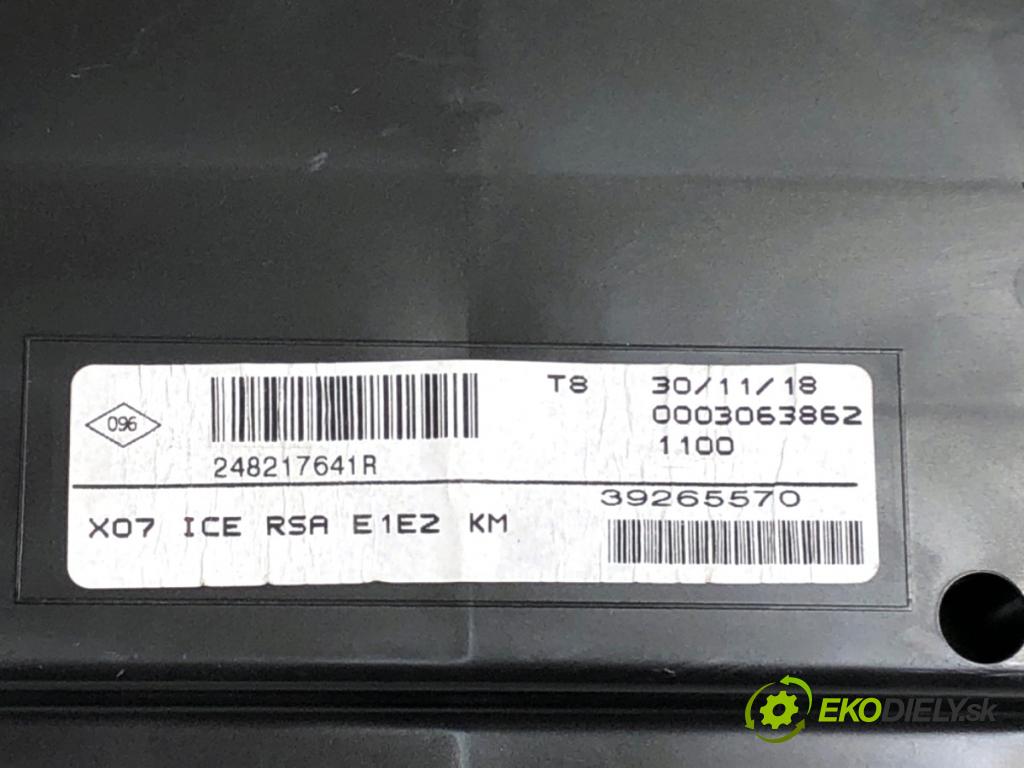 096
248217641R
T8 30/11/18
0003063862
1100
X07 ICE RSA E1E2 KM
39265570
EKODIELY.sk